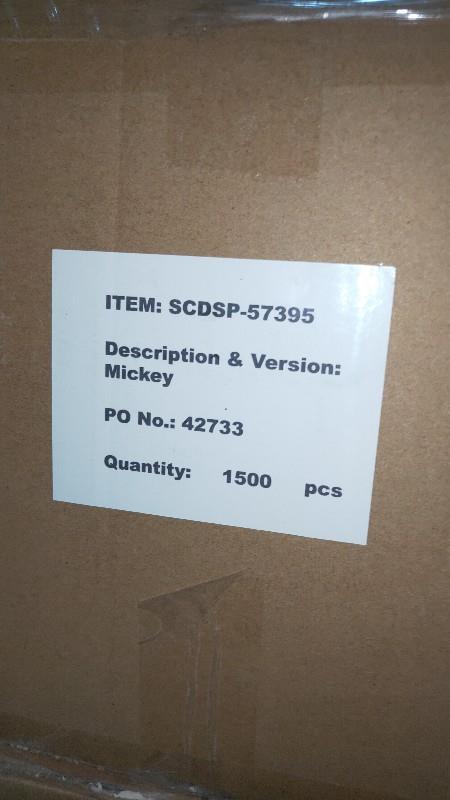 ITEM: SCDSP-57395
Description & Version:
Mickey
PO No.: 42733
Quantity: 1500 pcs